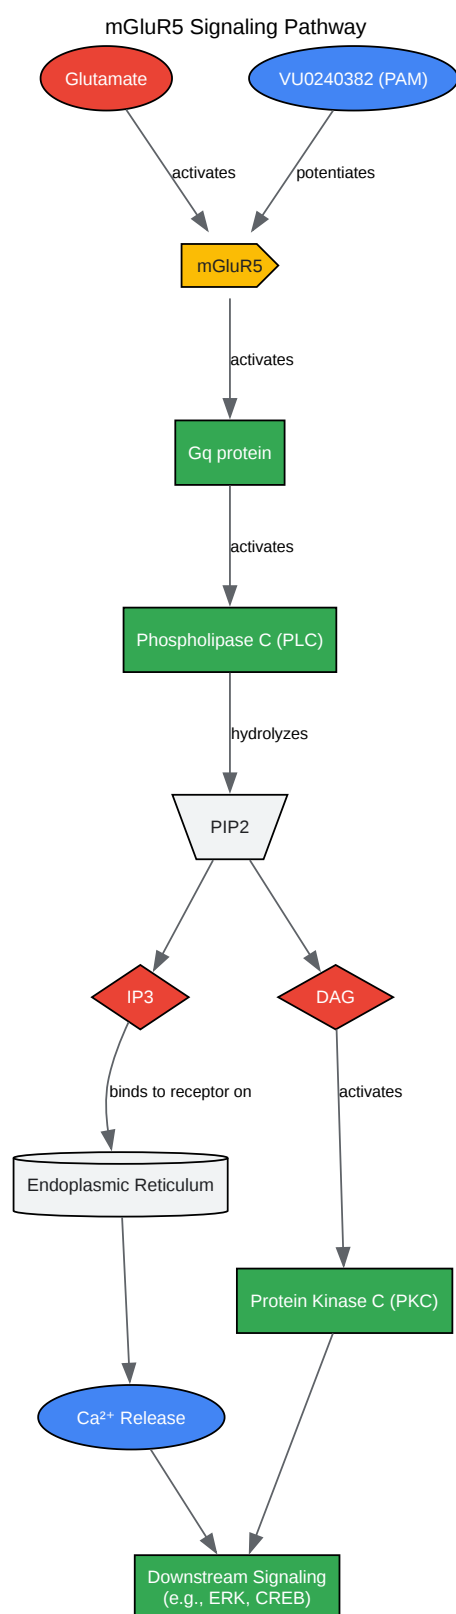 mGluR5 Signaling Pathway
Glutamate
VU0240382 (PAM)
activates
potentiates
mGluR5
activates
Gq protein
activates
Phospholipase C (PLC)
hydrolyzes
PIP2
IP3
DAG
binds to receptor on
activates
Endoplasmic Reticulum
Protein Kinase C (PKC)
Ca²⁺ Release
Downstream Signaling
(e.g., ERK, CREB)